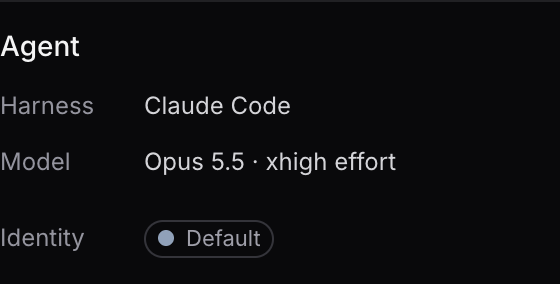 Agent
Harness Claude Code
Model Opus 5.5 · xhigh effort
Identity Default